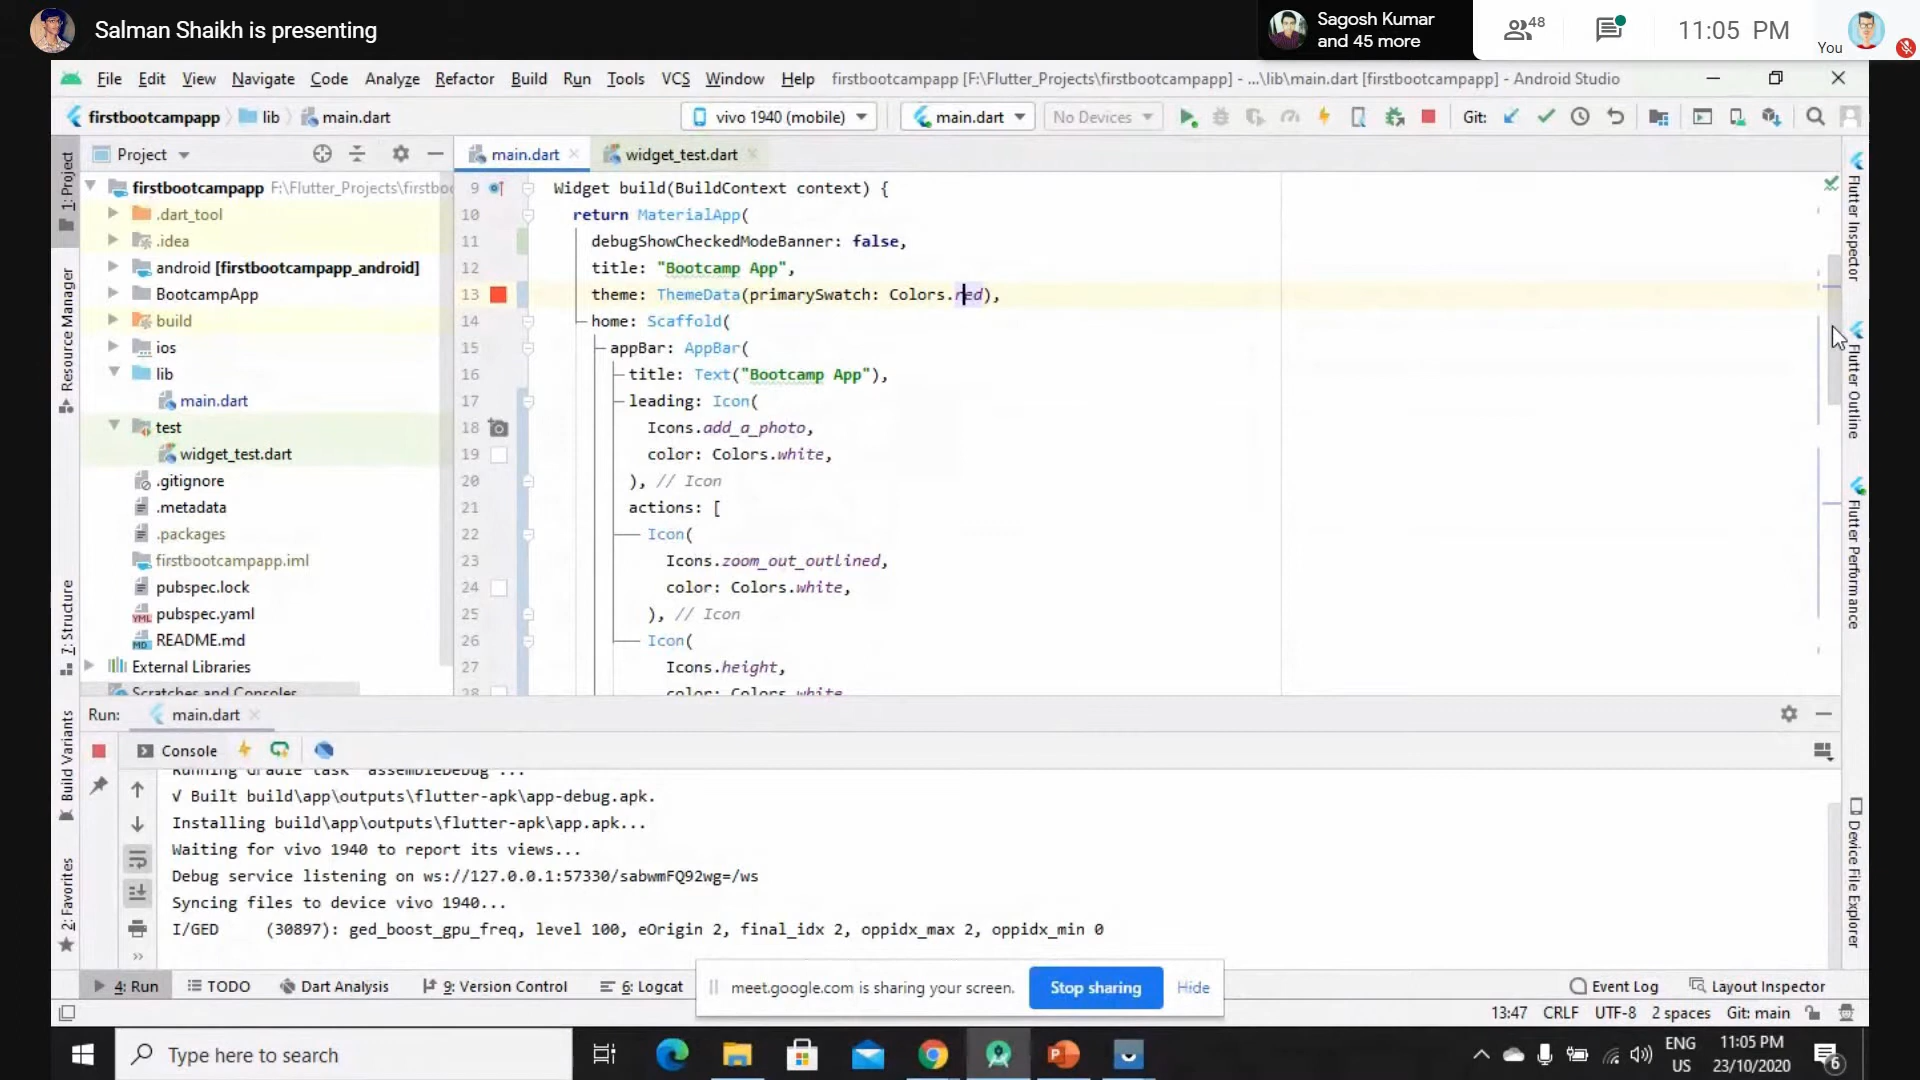 Salman Shaikh is presenting
Sagosh Kumar
and 45 more
48
11:05 PM
You
File Edit View Navigate Code Analyze Refactor Build Run Tools VCS Window Help firstbootcampapp [F:\Flutter_Projects\firstbootcampapp] - ...\lib\main.dart [firstbootcampapp] - Android Studio
firstbootcampapp lib main.dart
vivo 1940 (mobile) main.dart No Devices Git:
Project
main.dart widget_test.dart
1: Project
Resource Manager
7: Structure
Build Variants
2: Favorites
firstbootcampapp F:\Flutter_Projects\firstboo
.dart_tool
.idea
android [firstbootcampapp_android]
BootcampApp
build
ios
lib
main.dart
test
widget_test.dart
.gitignore
.metadata
.packages
firstbootcampapp.iml
pubspec.lock
pubspec.yaml
README.md
External Libraries
Scratches and Consoles
9 Widget build(BuildContext context) {
10 return MaterialApp(
11 debugShowCheckedModeBanner: false,
12 title: "Bootcamp App",
13 theme: ThemeData(primarySwatch: Colors.red),
14 home: Scaffold(
15 appBar: AppBar(
16 title: Text("Bootcamp App"),
17 leading: Icon(
18 Icons.add_a_photo,
19 color: Colors.white,
20 ), // Icon
21 actions: [
22 Icon(
23 Icons.zoom_out_outlined,
24 color: Colors.white,
25 ), // Icon
26 Icon(
27 Icons.height,
28 color: Colors.white
Flutter Inspector
Flutter Outline
Flutter Performance
Device File Explorer
Run: main.dart
Console
Running Gradle task 'assembleDebug'...
√ Built build\app\outputs\flutter-apk\app-debug.apk.
Installing build\app\outputs\flutter-apk\app.apk...
Waiting for vivo 1940 to report its views...
Debug service listening on ws://127.0.0.1:57330/sabwmFQ92wg=/ws
Syncing files to device vivo 1940...
I/GED (30897): ged_boost_gpu_freq, level 100, eOrigin 2, final_idx 2, oppidx_max 2, oppidx_min 0
4: Run TODO Dart Analysis 9: Version Control 6: Logcat
meet.google.com is sharing your screen. Stop sharing Hide
Event Log Layout Inspector
13:47 CRLF UTF-8 2 spaces Git: main
Type here to search
ENG
US
11:05 PM
23/10/2020
6